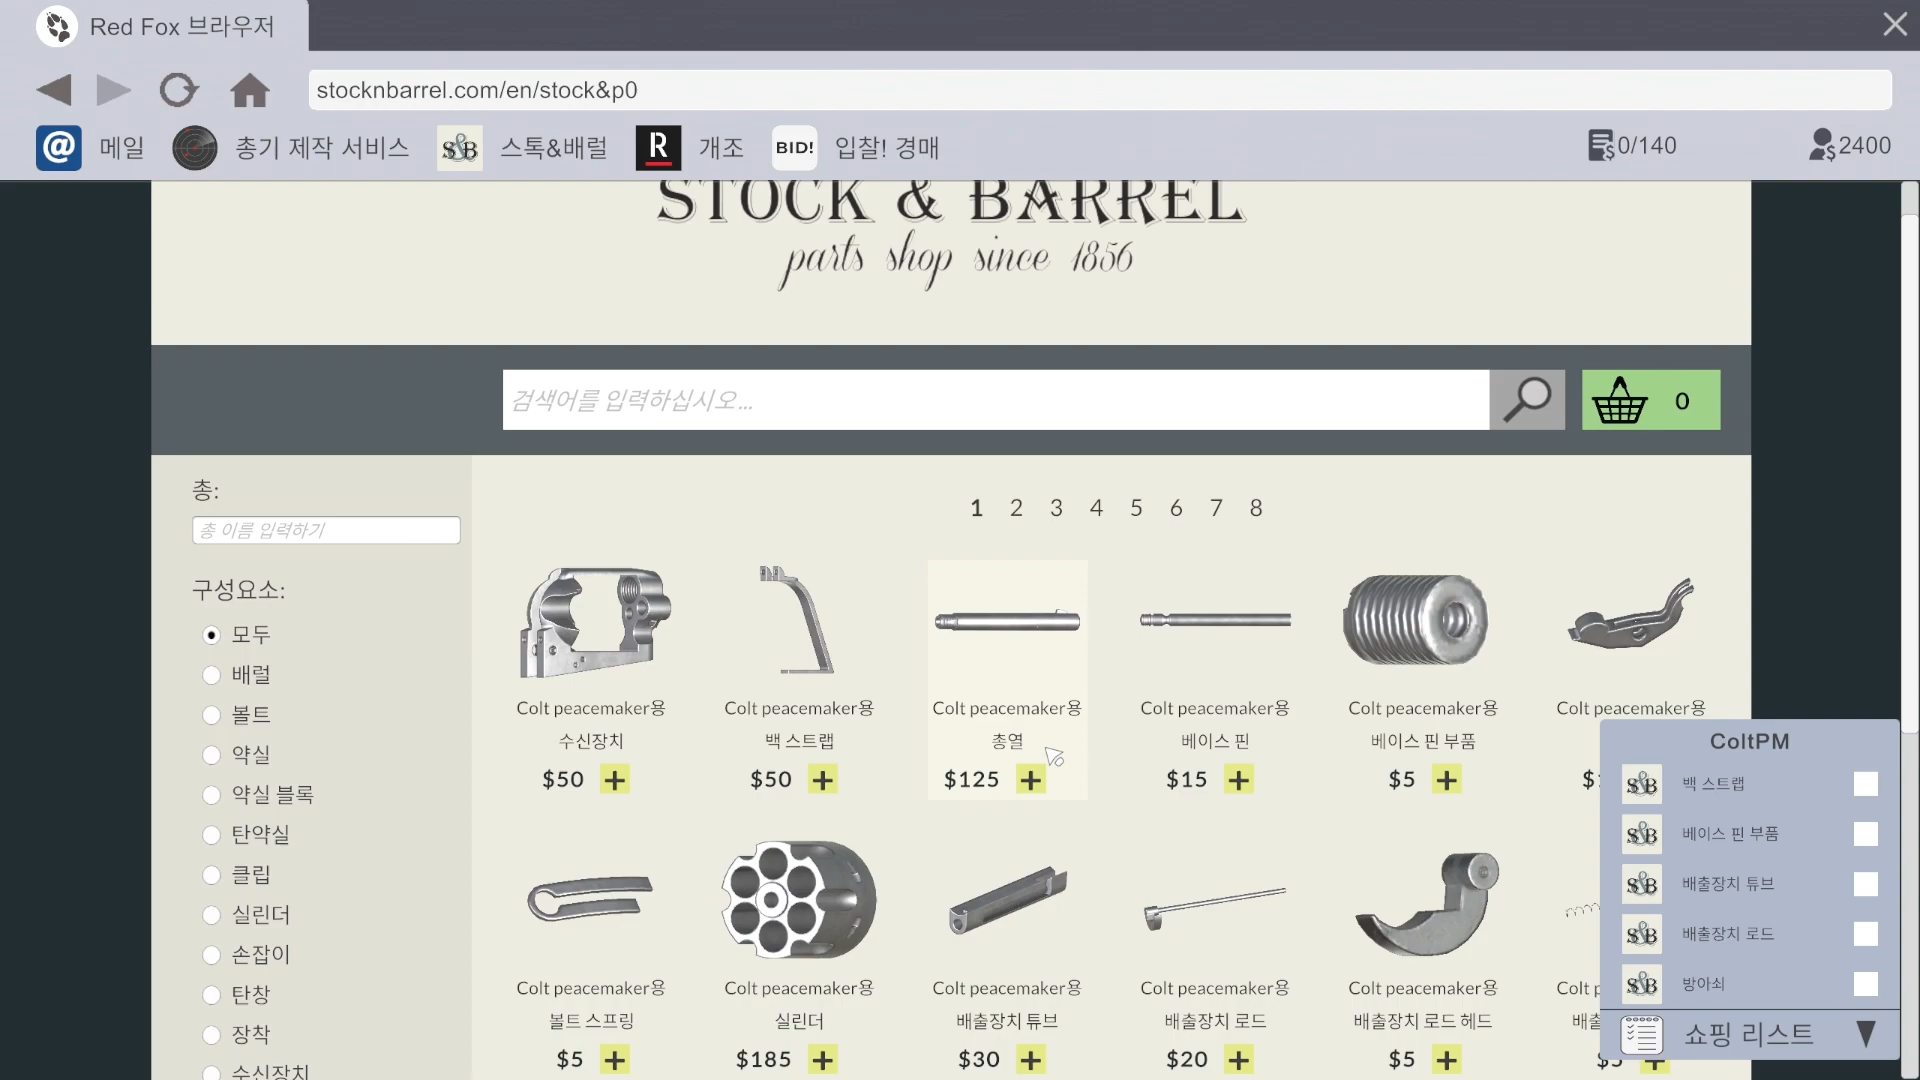 Red Fox 브라우저
stocknbarrel.com/en/stock&p0
@ 메일 총기 제작 서비스 S&B 스톡&배럴 R 개조 BID! 입찰! 경매 0/140 2400
STOCK & BARREL
parts shop since 1856
검색어를 입력하십시오... 0
총:
총 이름 입력하기
구성요소:
모두
배럴
볼트
약실
약실 블록
탄약실
클립
실린더
손잡이
탄창
장착
수신장치
1 2 3 4 5 6 7 8
Colt peacemaker용 Colt peacemaker용 Colt peacemaker용 Colt peacemaker용 Colt peacemaker용 Colt peacemaker용
수신장치 백 스트랩 총열 베이스 핀 베이스 핀 부품
$50 + $50 + $125 + $15 + $5 +
Colt peacemaker용 Colt peacemaker용 Colt peacemaker용 Colt peacemaker용 Colt peacemaker용 Colt
볼트 스프링 실린더 배출장치 튜브 배출장치 로드 배출장치 로드 헤드
$5 + $185 + $30 + $20 + $5 +
ColtPM
S&B 백 스트랩
S&B 베이스 핀 부품
S&B 배출장치 튜브
S&B 배출장치 로드
S&B 방아쇠
쇼핑 리스트